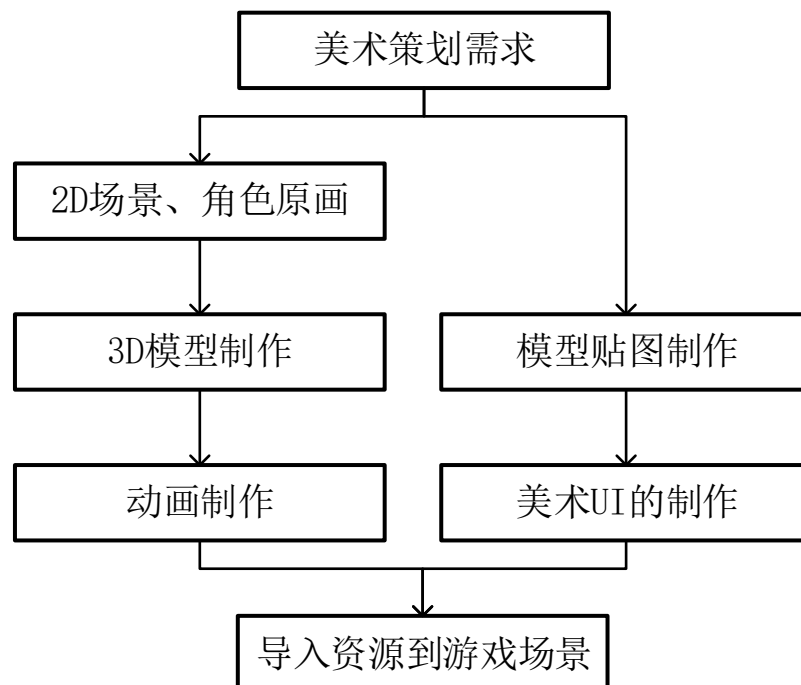 美术策划需求
2D场景、角色原画
3D模型制作
模型贴图制作
动画制作
美术UI的制作
导入资源到游戏场景